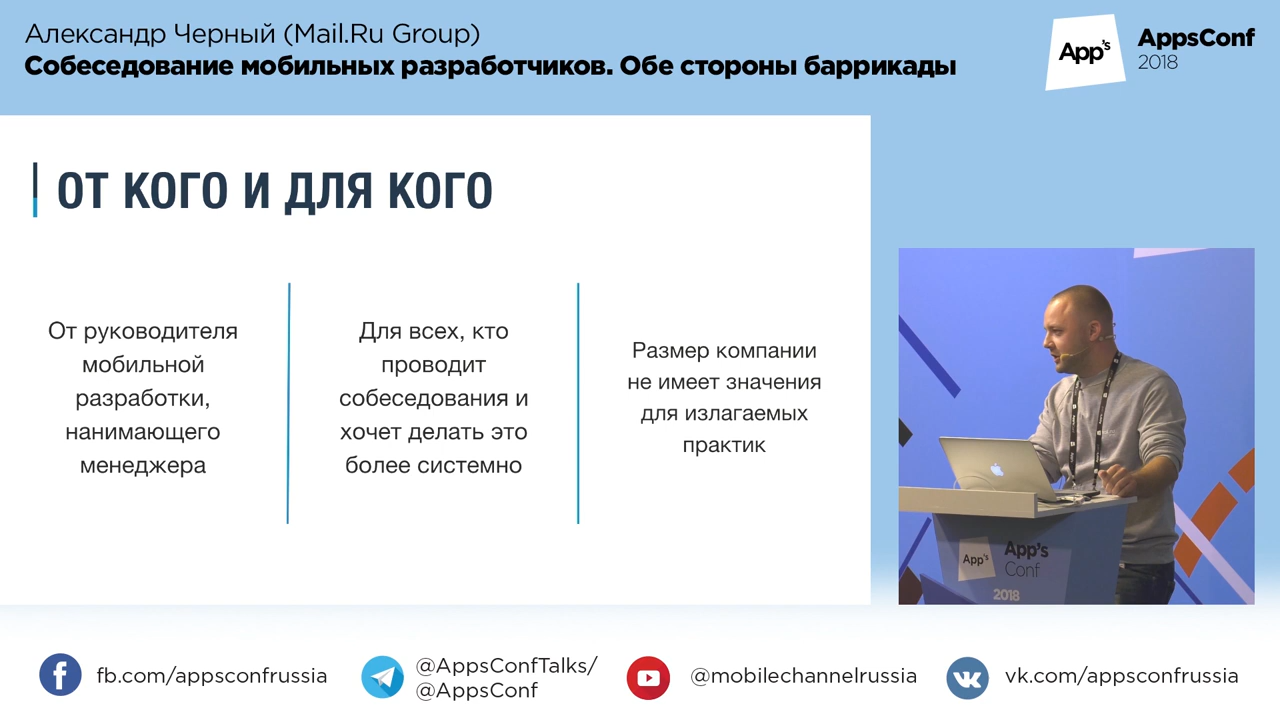 Александр Черный (Mail.Ru Group)
Собеседование мобильных разработчиков. Обе стороны баррикады
App's
AppsConf
2018
ОТ КОГО И ДЛЯ КОГО
От руководителя
мобильной
разработки,
нанимающего
менеджера
Для всех, кто
проводит
собеседования и
хочет делать это
более системно
Размер компании
не имеет значения
для излагаемых
практик
App's
App's
Conf
2018
fb.com/appsconfrussia
@AppsConfTalks/
@AppsConf
@mobilechannelrussia
vk.com/appsconfrussia